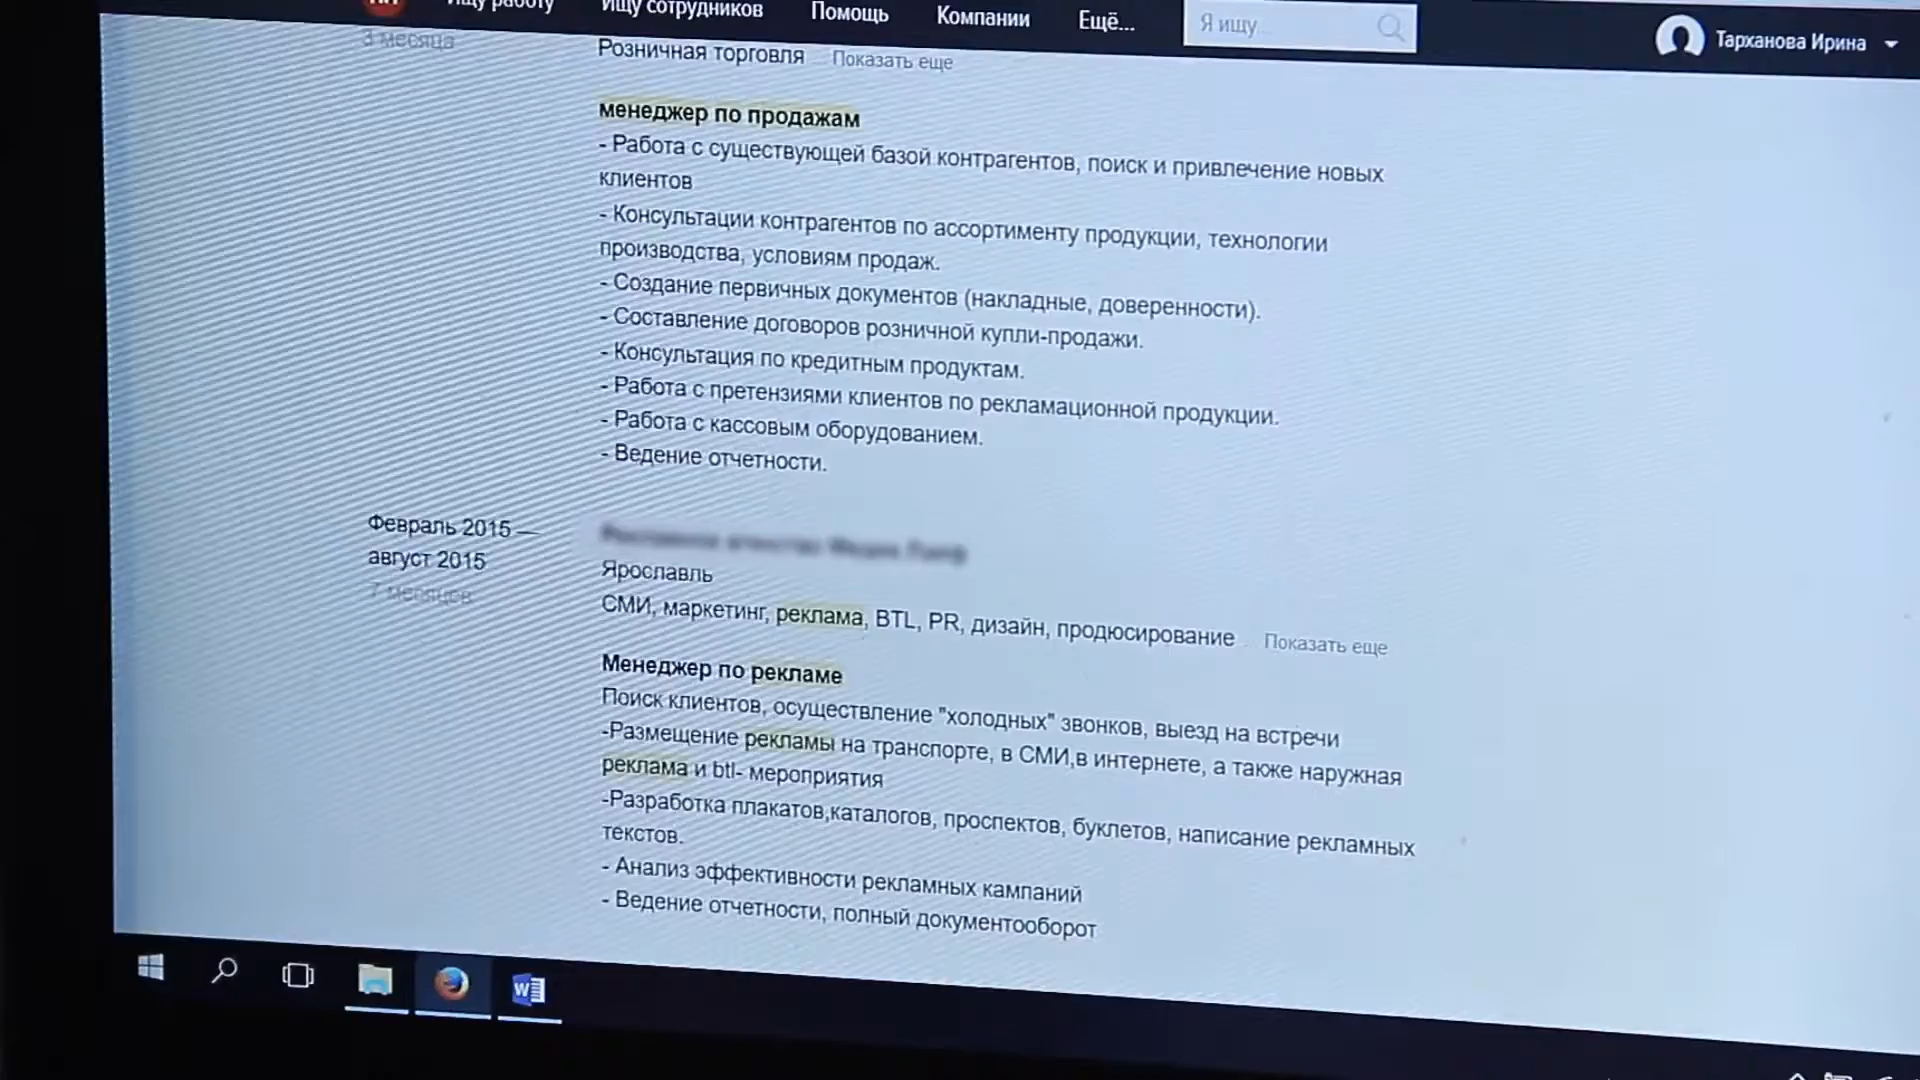 Ищу работу
Ищу сотрудников
Помощь
Компании
Ещё...
Я ищу
Тарханова Ирина
3 месяца
Розничная торговля Показать еще
менеджер по продажам
- Работа с существующей базой контрагентов, поиск и привлечение новых
клиентов
- Консультации контрагентов по ассортименту продукции, технологии
производства, условиям продаж.
- Создание первичных документов (накладные, доверенности).
- Составление договоров розничной купли-продажи.
- Консультация по кредитным продуктам.
- Работа с претензиями клиентов по рекламационной продукции.
- Работа с кассовым оборудованием.
- Ведение отчетности.
Февраль 2015 —
август 2015
7 месяцев
Ярославль
СМИ, маркетинг, реклама, BTL, PR, дизайн, продюсирование Показать еще
Менеджер по рекламе
Поиск клиентов, осуществление "холодных" звонков, выезд на встречи
-Размещение рекламы на транспорте, в СМИ,в интернете, а также наружная
реклама и btl- мероприятия
-Разработка плакатов,каталогов, проспектов, буклетов, написание рекламных
текстов.
- Анализ эффективности рекламных кампаний
- Ведение отчетности, полный документооборот